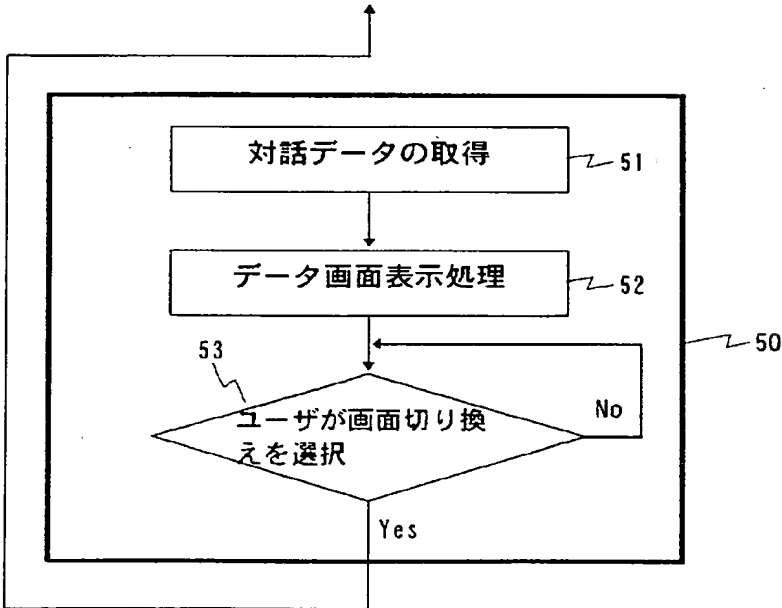 対話データの取得
51
データ画面表示処理
52
50
53
ユーザが画面切り換
えを選択
No
Yes